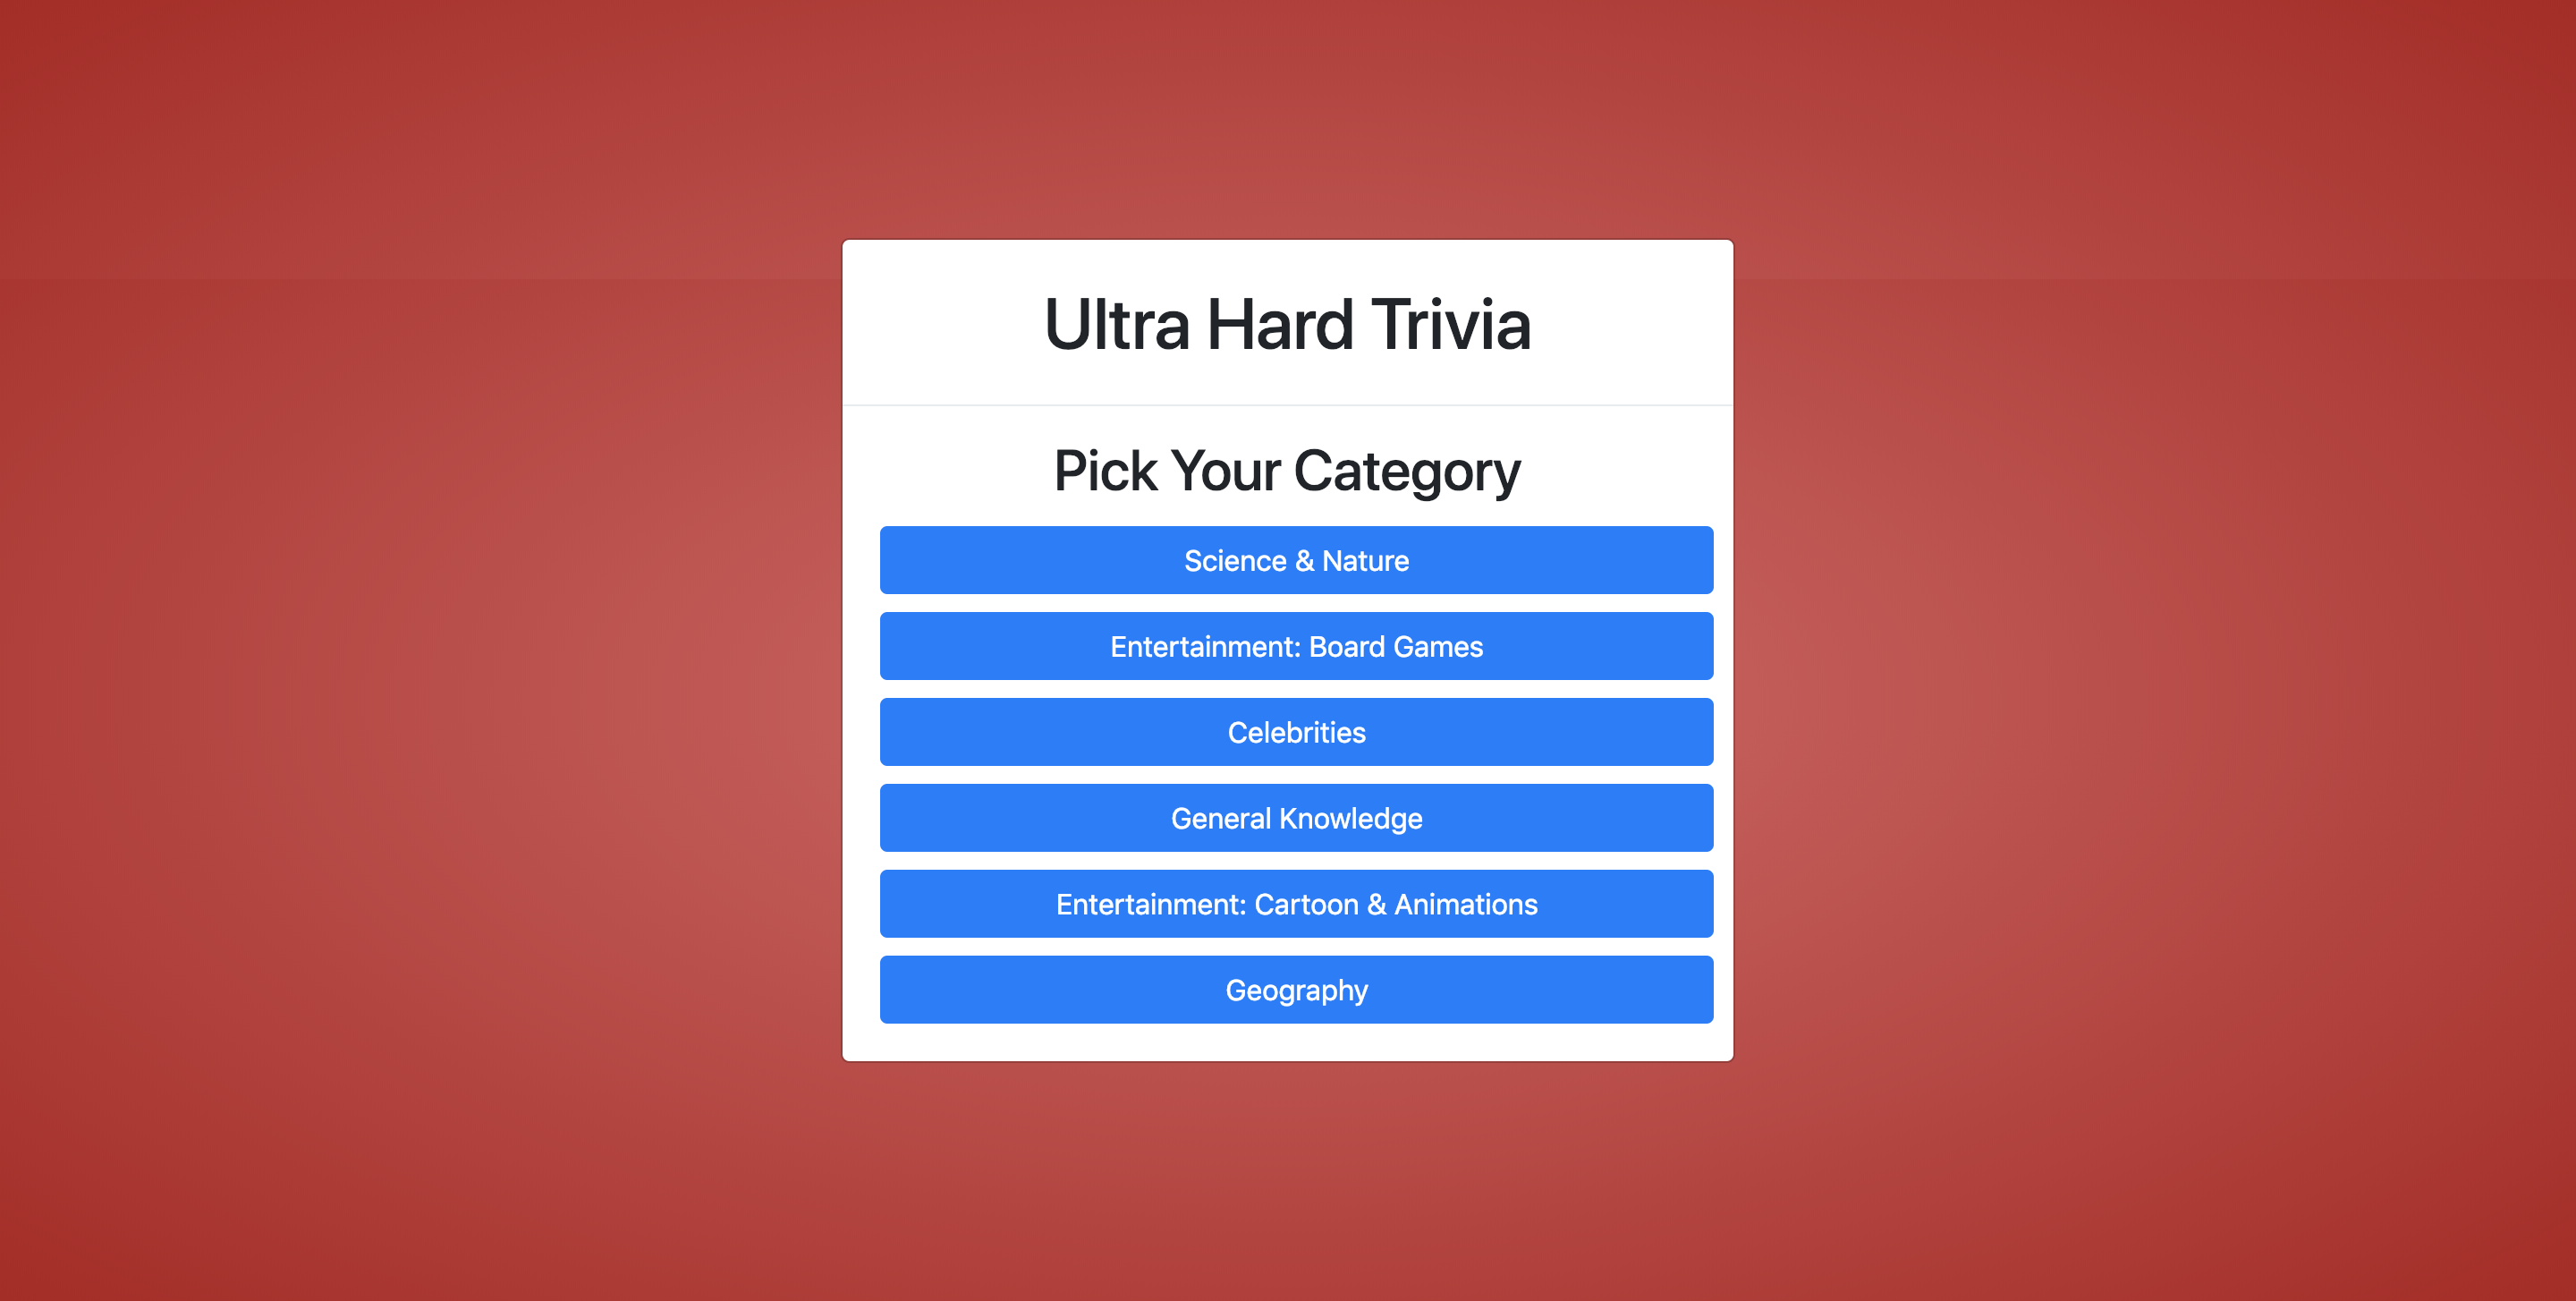 Ultra Hard Trivia
Pick Your Category
Science & Nature
Entertainment: Board Games
Celebrities
General Knowledge
Entertainment: Cartoon & Animations
Geography